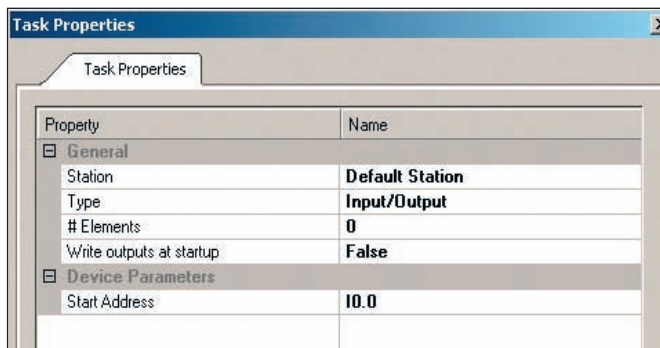 Task Properties
Task Properties
Property Name
General
Station Default Station
Type Input/Output
# Elements 0
Write outputs at startup False
Device Parameters
Start Address I0.0